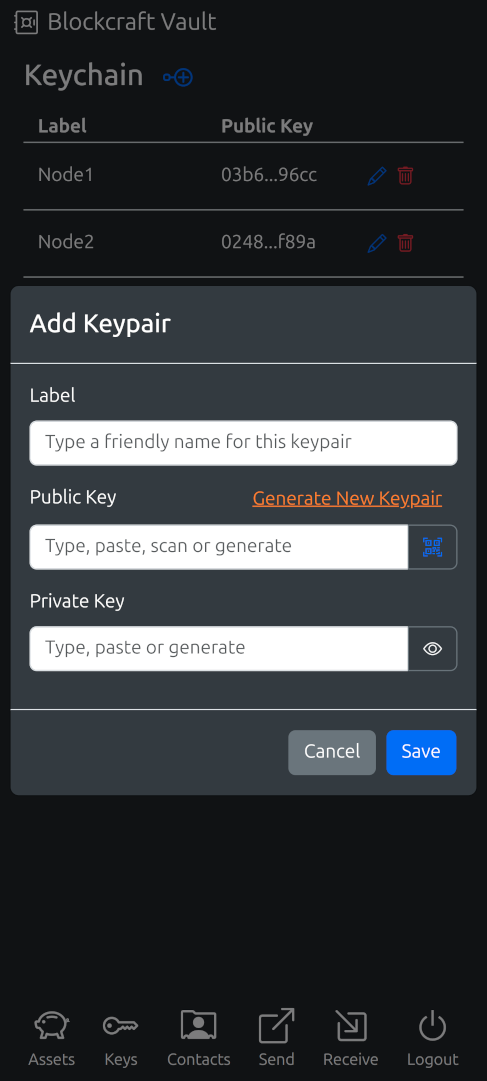 Blockcraft Vault
Keychain
Label Public Key
Node1 03b6...96cc
Node2 0248...f89a
Add Keypair
Label
Type a friendly name for this keypair
Public Key Generate New Keypair
Type, paste, scan or generate
Private Key
Type, paste or generate
Cancel Save
Assets Keys Contacts Send Receive Logout